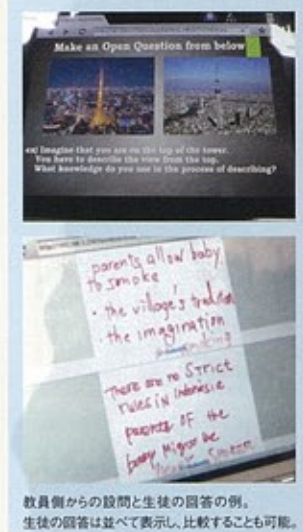 Make an Open Question from below
ex) Imagine that you are on the top of the tower.
You have to describe the view from the top.
What knowledge do you use in the process of describing?
parents allow baby
to smoke
• the village's tradition
• the imagination
smoking
There are no strict
rules in Indonesia
parents of the
baby might be
教員側からの設問と生徒の回答の例。
生徒の回答は並べて表示し、比較することも可能。